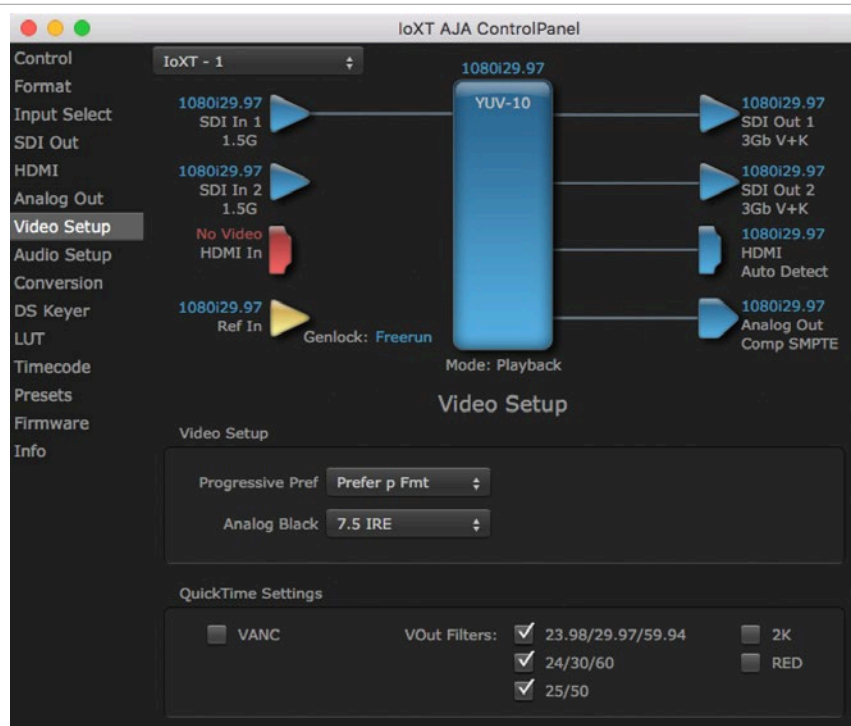 IoXT AJA ControlPanel
Control
Format
Input Select
SDI Out
HDMI
Analog Out
Video Setup
Audio Setup
Conversion
DS Keyer
LUT
Timecode
Presets
Firmware
Info
IoXT - 1
1080i29.97
YUV-10
1080i29.97
SDI In 1
1.5G
1080i29.97
SDI In 2
1.5G
No Video
HDMI In
1080i29.97
Ref In
Genlock: Freerun
Mode: Playback
1080i29.97
SDI Out 1
3Gb V+K
1080i29.97
SDI Out 2
3Gb V+K
1080i29.97
HDMI
Auto Detect
1080i29.97
Analog Out
Comp SMPTE
Video Setup
Video Setup
Progressive Pref Prefer p Fmt
Analog Black 7.5 IRE
QuickTime Settings
VANC VOut Filters: 23.98/29.97/59.94 2K
24/30/60 RED
25/50